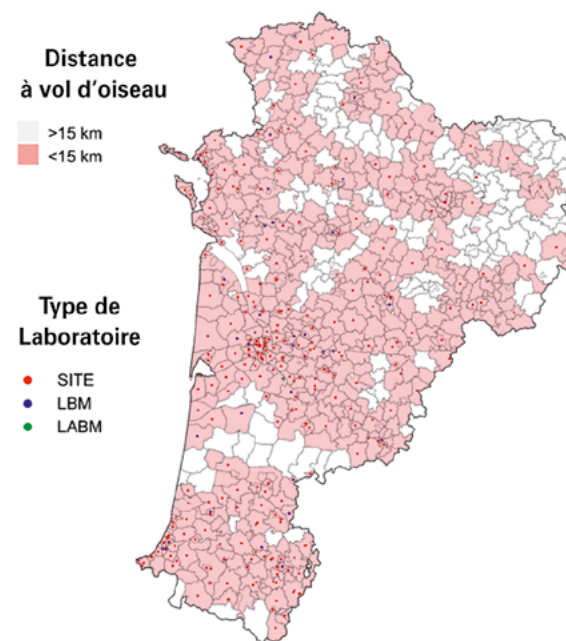 Distance
à vol d'oiseau
>15 km
<15 km
Type de
Laboratoire
SITE
LBM
LABM